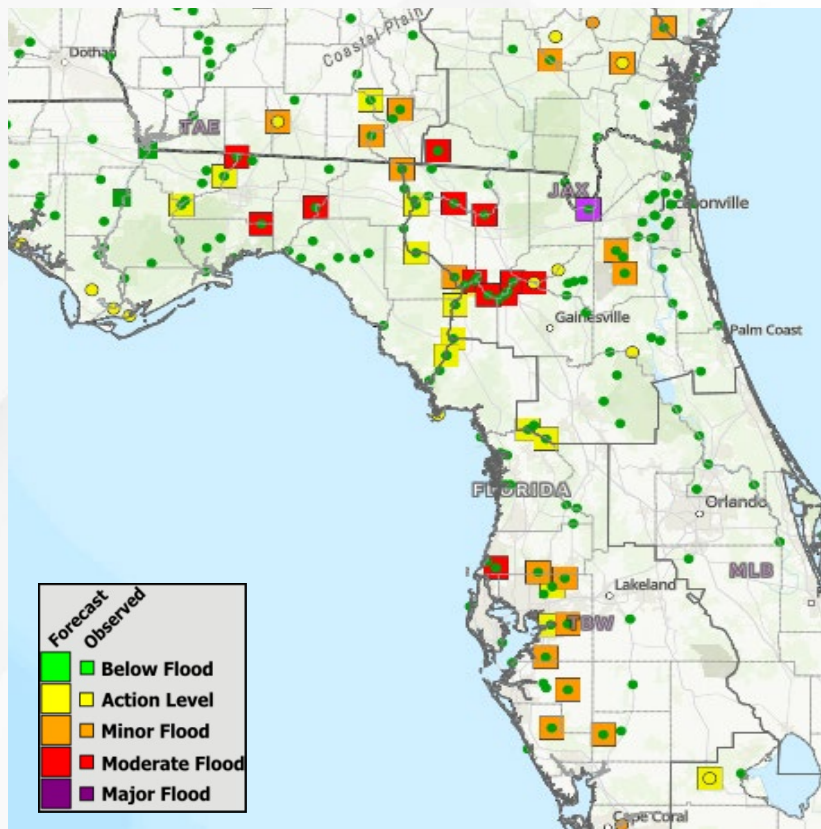 Coastal Plain
Dothan
TAE
JAX
Jacksonville
Gainesville
Palm Coast
FLORIDA
Orlando
MLB
Lakeland
TBW
Cape Coral
Forecast
Observed
Below Flood
Action Level
Minor Flood
Moderate Flood
Major Flood